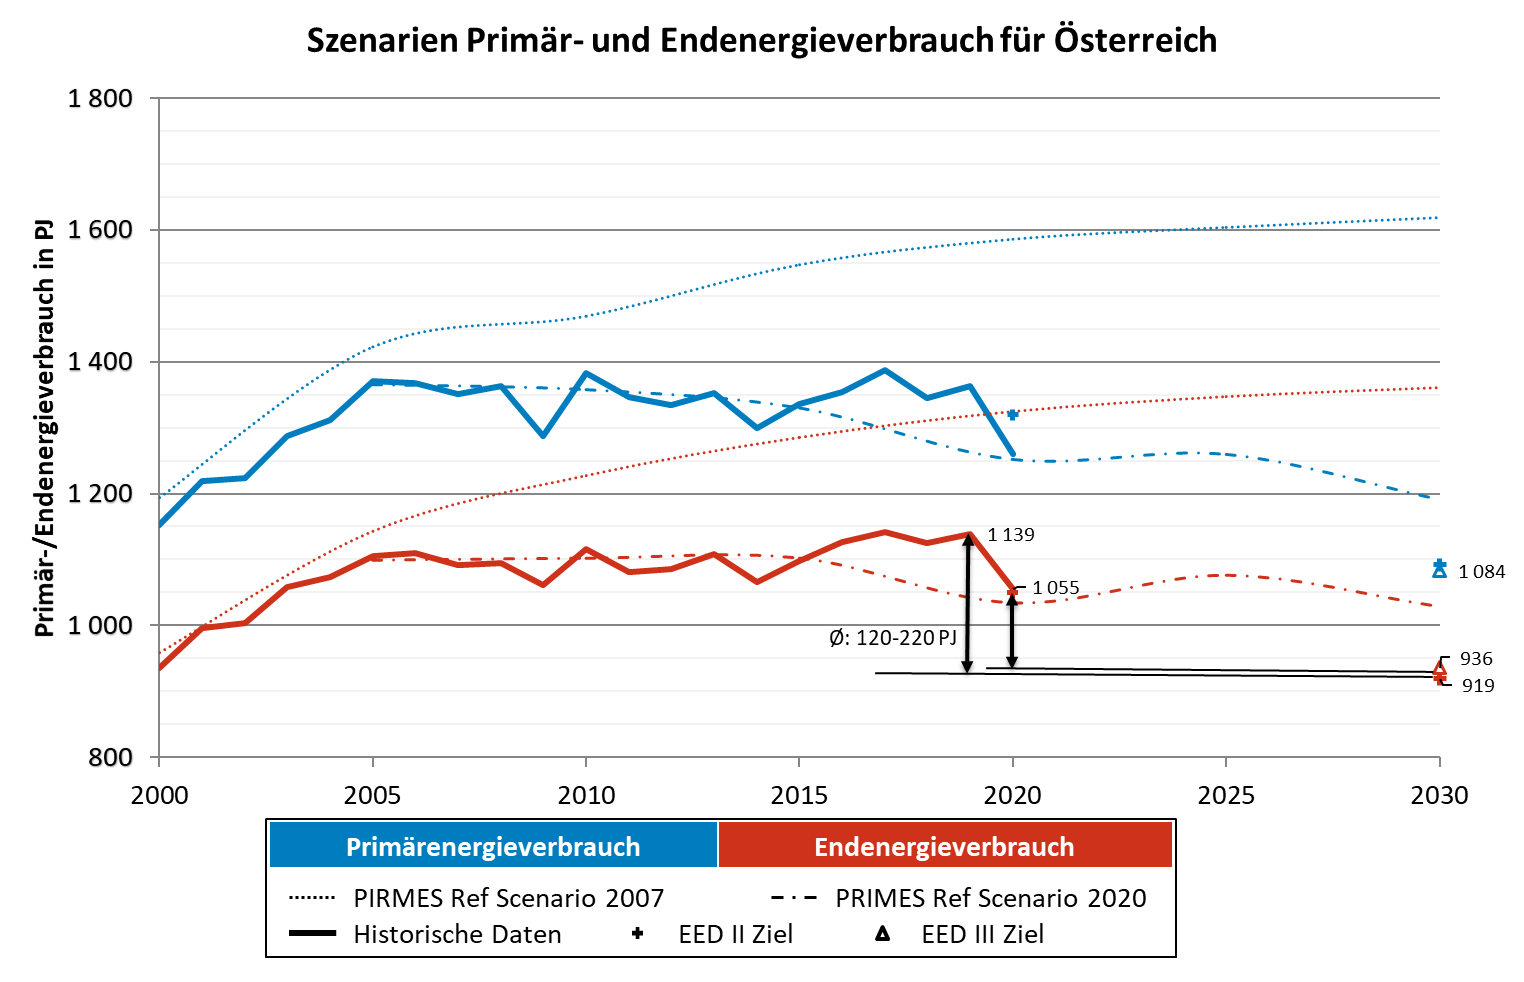 Szenarien Primär- und Endenergieverbrauch für Österreich
Primär-/Endenergieverbrauch in PJ
1 800
1 600
1 400
1 200
1 000
800
1 139
1 055
Ø: 120-220 PJ
1 084
936
919
2000 2005 2010 2015 2020 2025 2030
Primärenergieverbrauch Endenergieverbrauch
PIRMES Ref Scenario 2007 PRIMES Ref Scenario 2020
Historische Daten EED II Ziel EED III Ziel